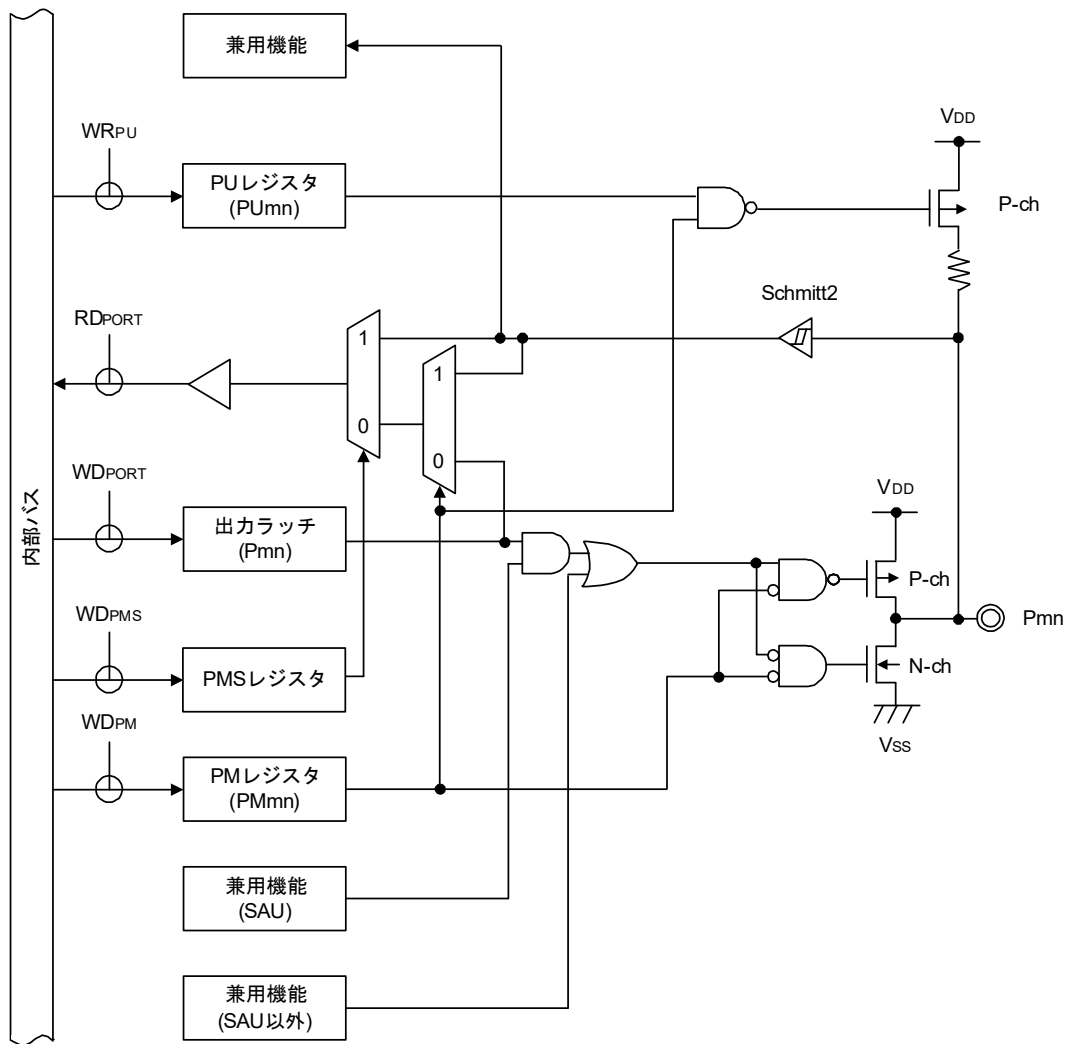 兼用機能
WRPU
PUレジスタ
(PUmn)
VDD
P-ch
Schmitt2
RDPORT
1
0
1
0
WDPORT
出力ラッチ
(Pmn)
VDD
P-ch
Pmn
N-ch
VSS
内部バス
WDPMS
PMSレジスタ
WDPM
PMレジスタ
(PMmn)
兼用機能
(SAU)
兼用機能
(SAU以外)